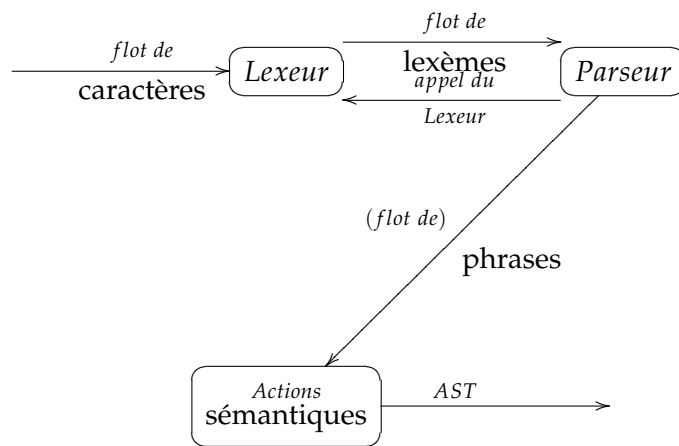 flot de
caractères
Lexeur
flot de
lexèmes
appel du
Lexeur
Parseur
(flot de)
phrases
Actions
sémantiques
AST